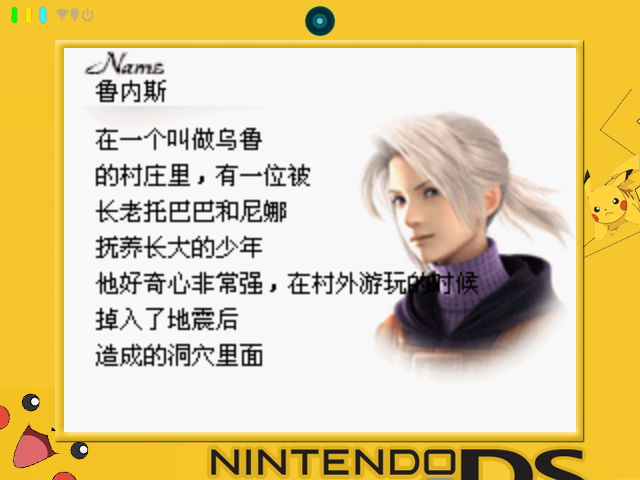 Name
鲁内斯
在一个叫做乌鲁
的村庄里，有一位被
长老托巴巴和尼娜
抚养长大的少年
他好奇心非常强，在村外游玩的时候
掉入了地震后
造成的洞穴里面
NINTENDO DS